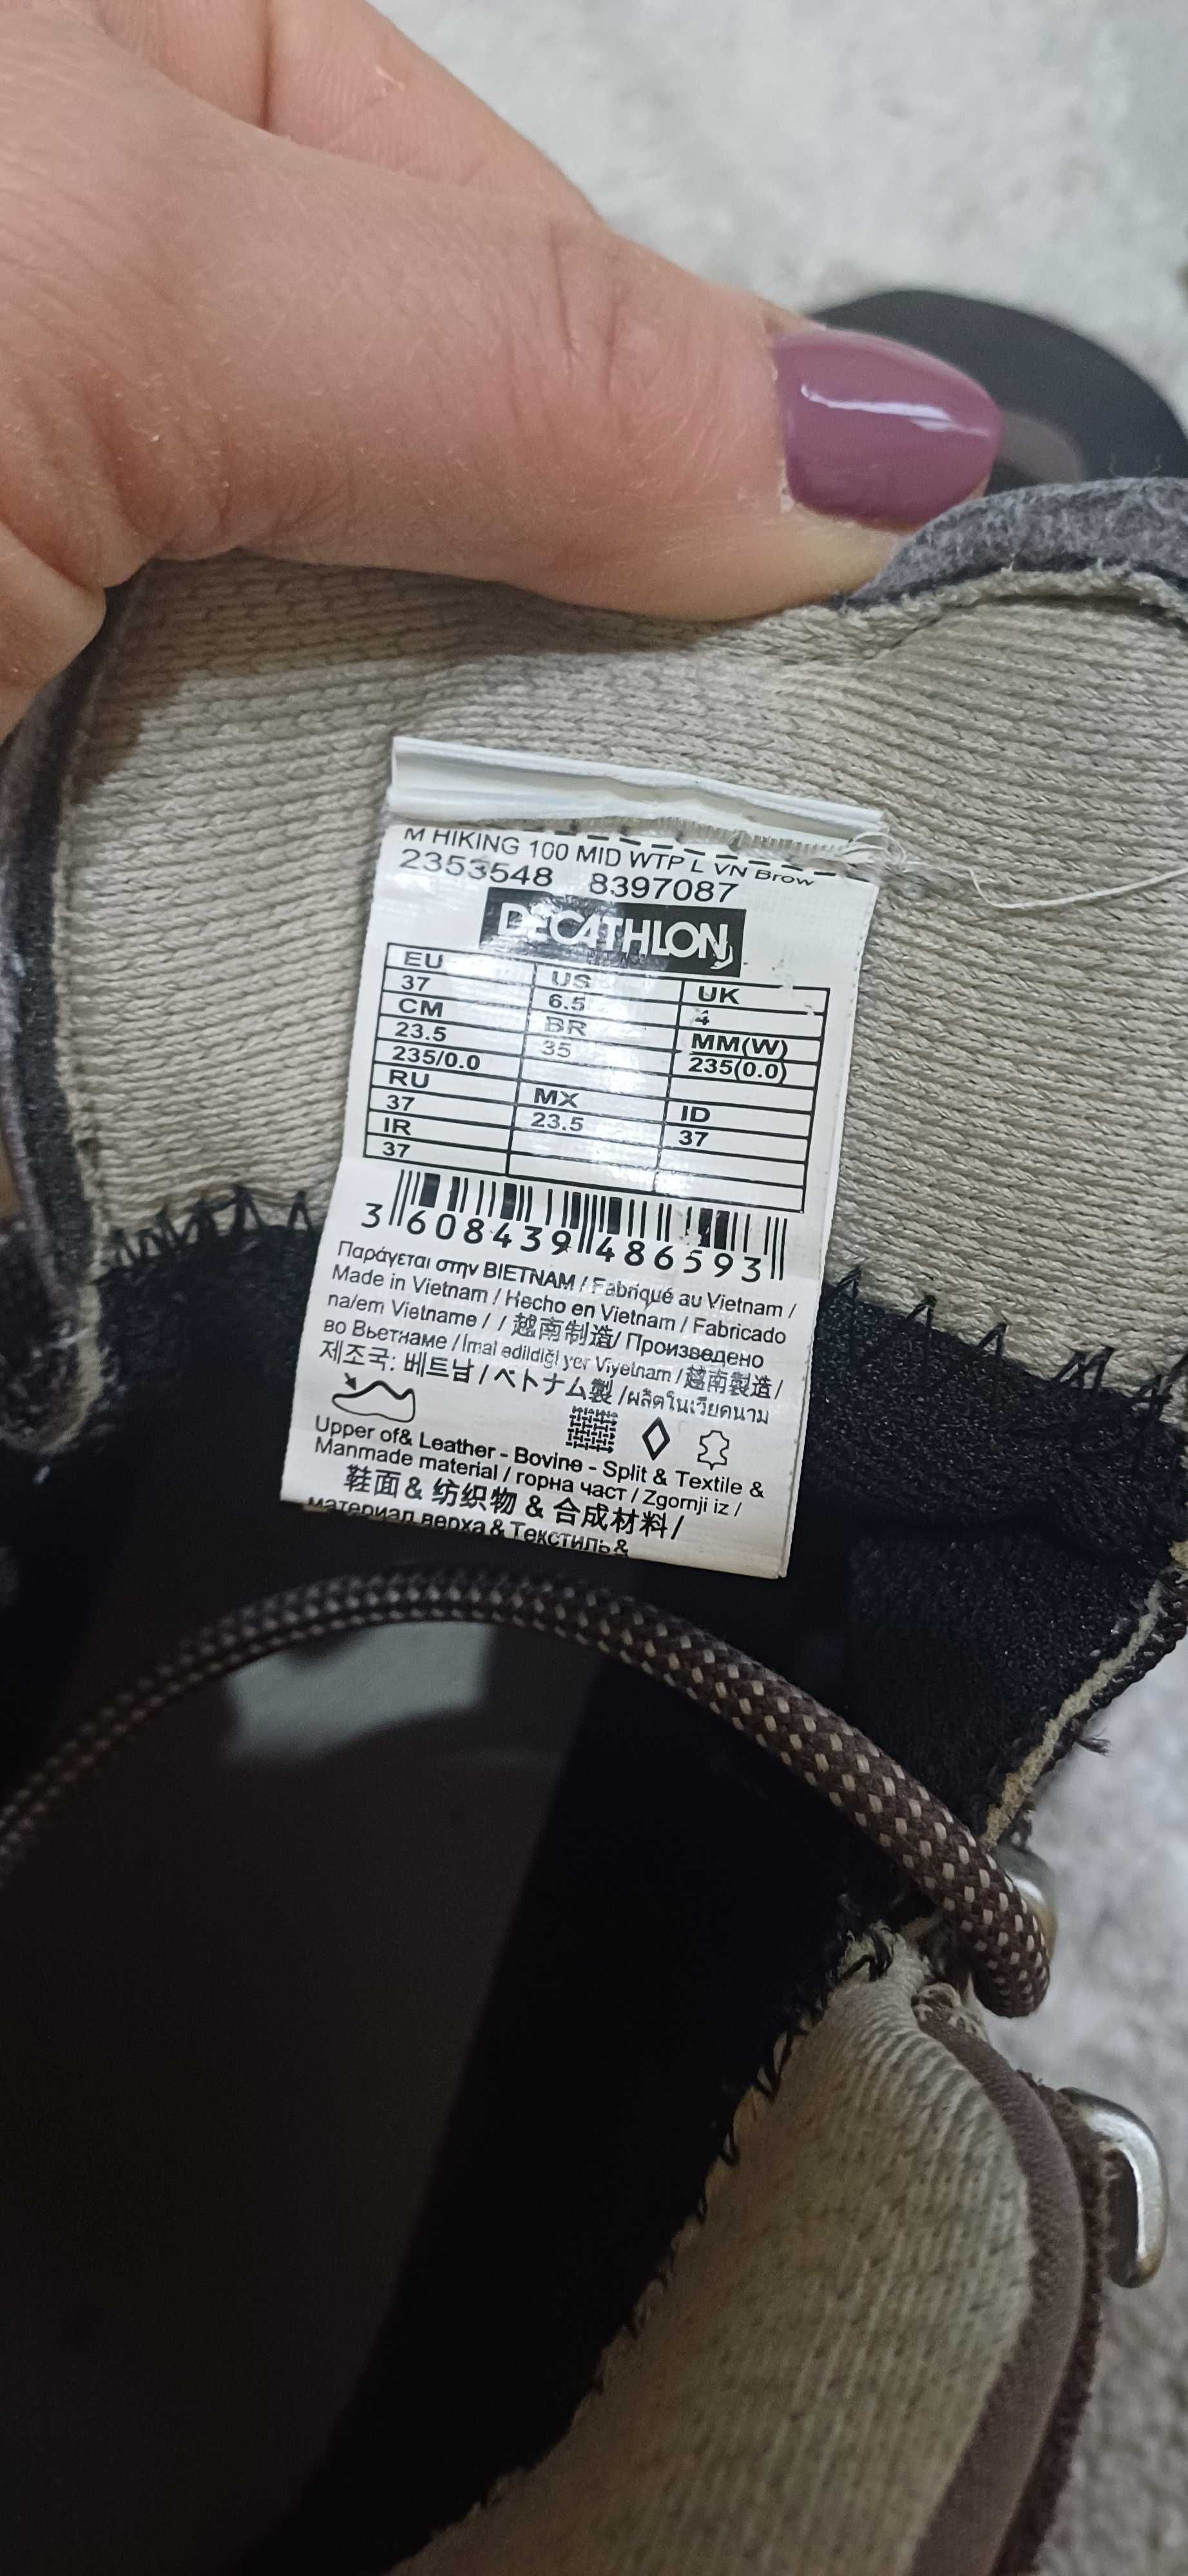 M HIKING 100 MID WTP L VN Brow
2353548 8397087
DECATHLON
EU US UK
37 6.5 4
CM BR MM(W)
23.5 35 235(0.0)
235/0.0
RU MX ID
37 23.5 37
IR
37
3 608439 486593
Παράγεται στην ΒΙΕΤΝΑΜ / Fabriqué au Vietnam /
Made in Vietnam / Hecho en Vietnam / Fabricado
na/em Vietname / / 越南制造/ Произведено
во Вьетнаме / Imal edildiği yer Viyetnam / 越南製造 /
제조국: 베트남 / ベトナム製 /ผลิตในเวียดนาม
Upper of& Leather - Bovine - Split & Textile &
Manmade material / горна част / Zgornji iz /
鞋面 & 纺织物 & 合成材料/
материал верха & Текстиль &